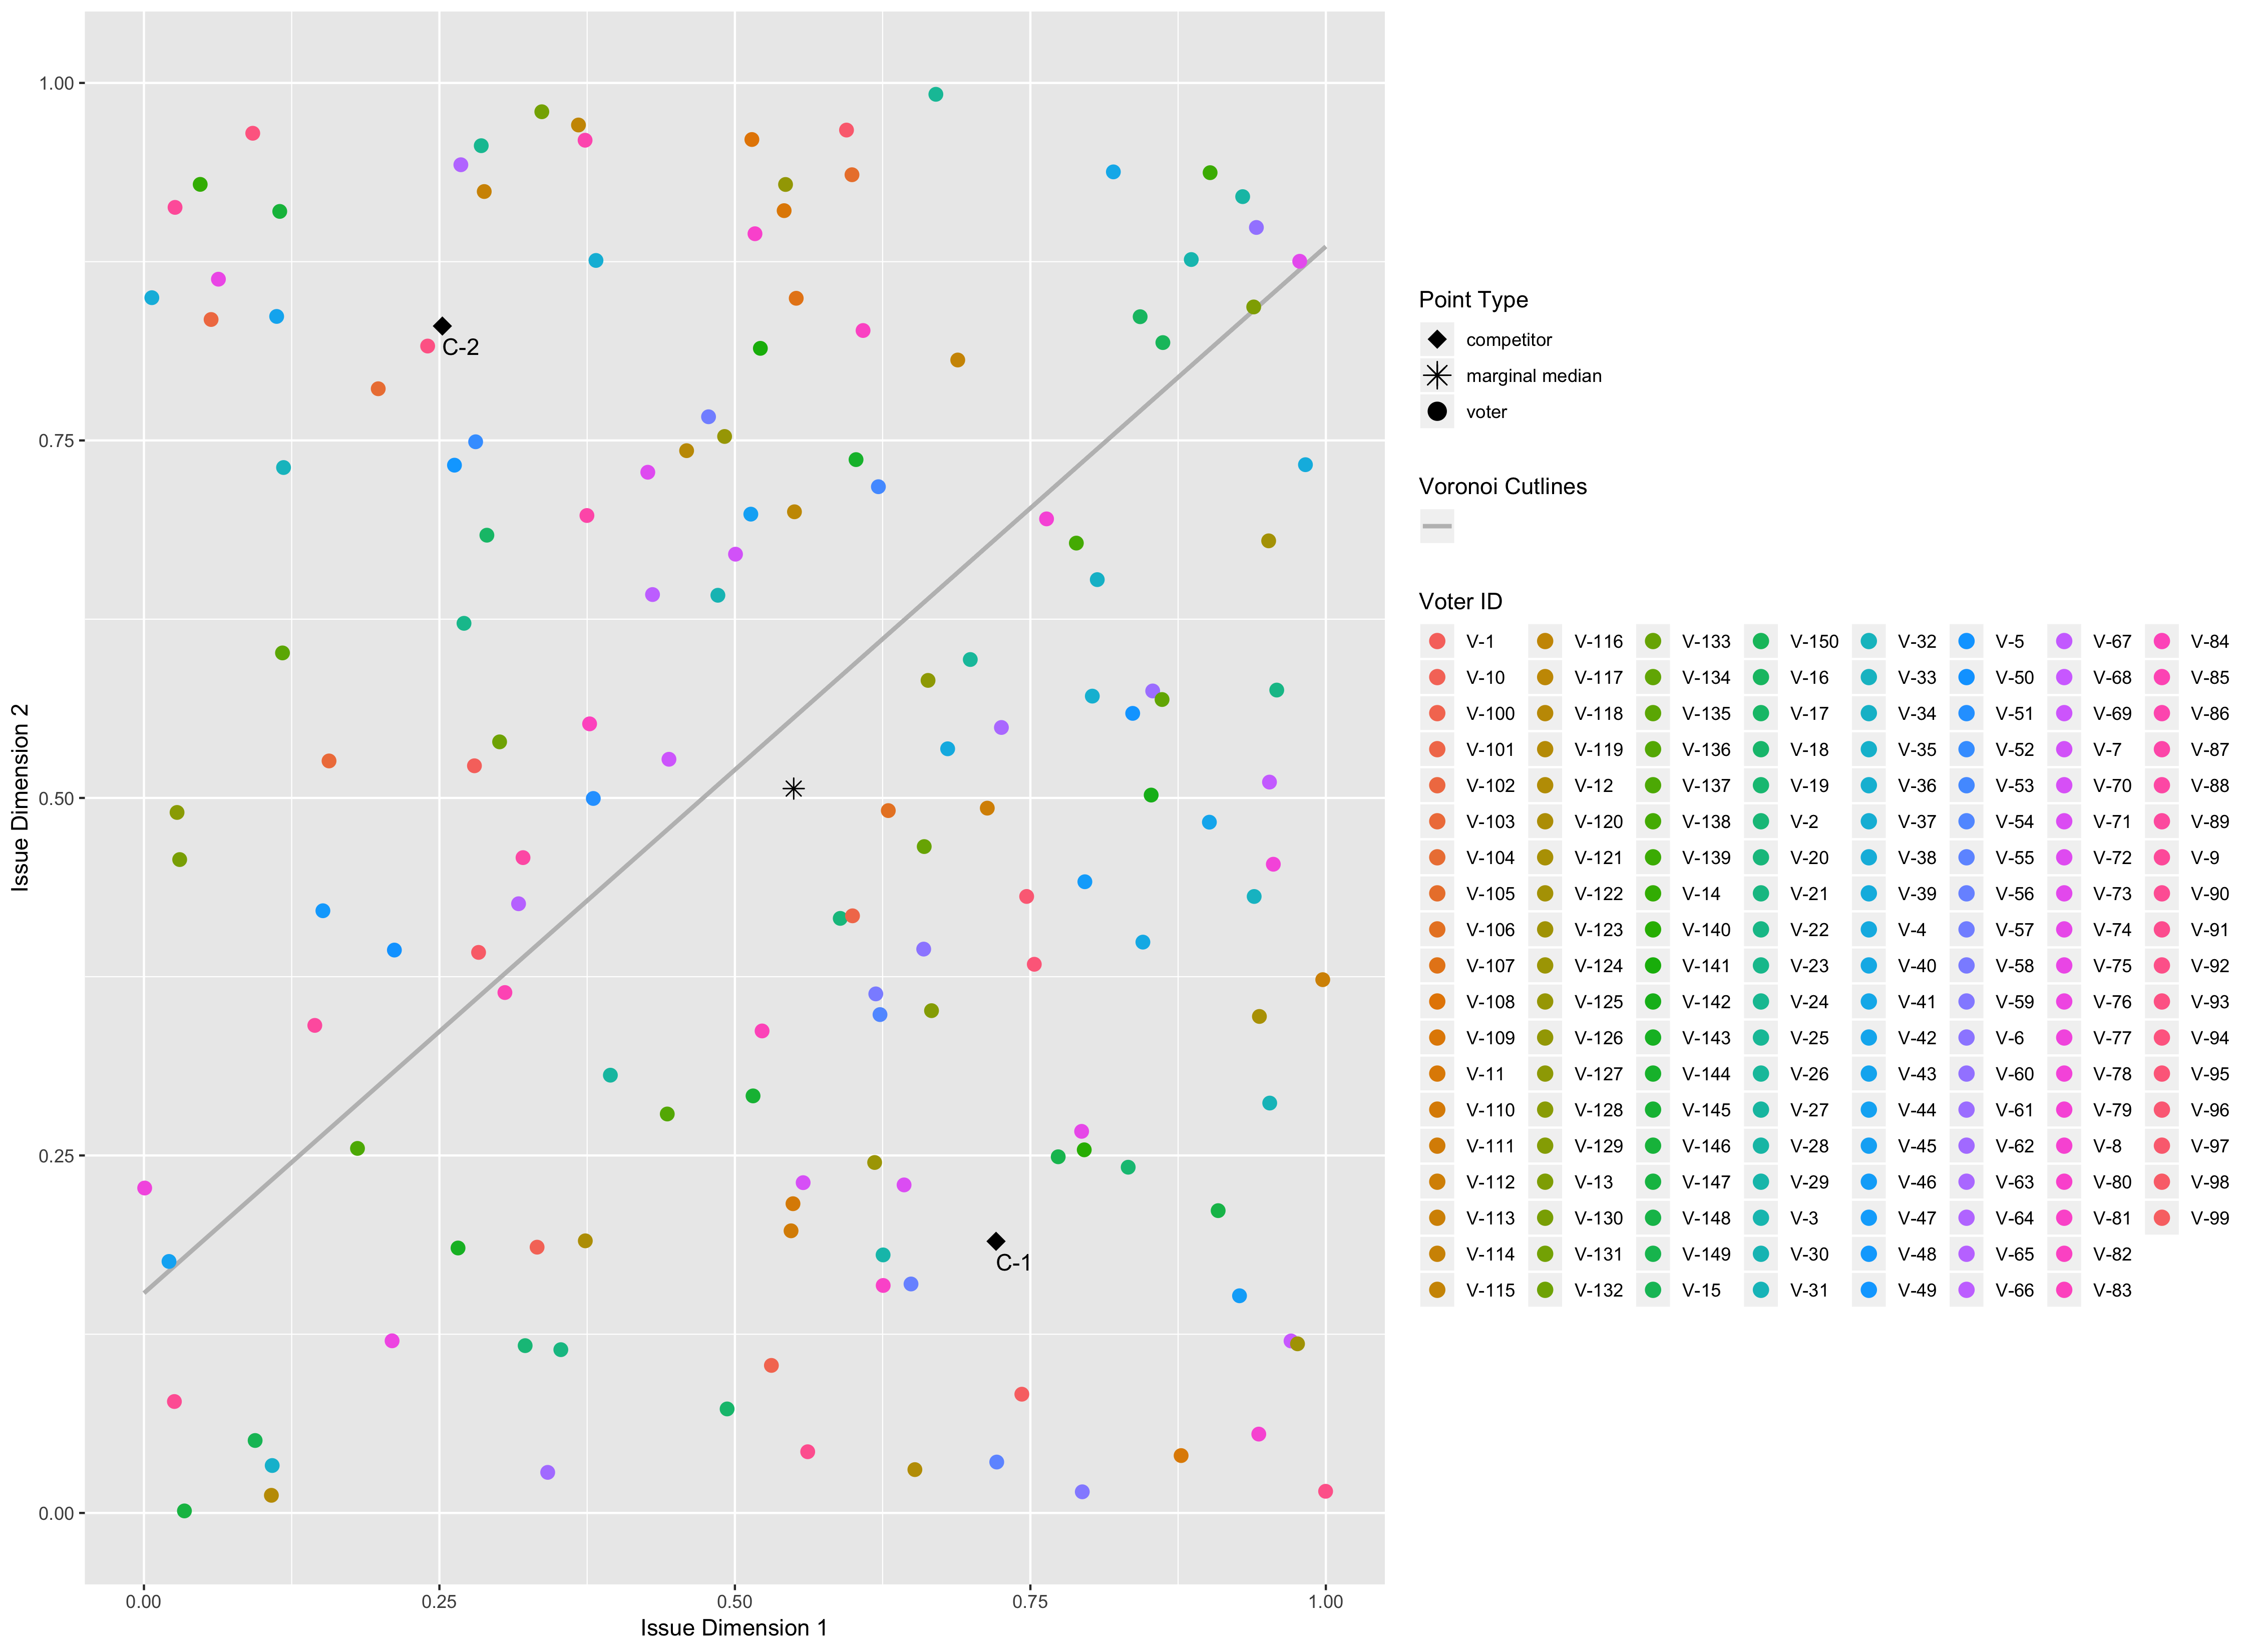 1.00
0.75
0.50
0.25
0.00
Issue Dimension 2
C-2
C-1
0.00 0.25 0.50 0.75 1.00
Issue Dimension 1
Point Type
competitor
marginal median
voter
Voronoi Cutlines
Voter ID
V-1 V-116 V-133 V-150 V-32 V-5 V-67 V-84
V-10 V-117 V-134 V-16 V-33 V-50 V-68 V-85
V-100 V-118 V-135 V-17 V-34 V-51 V-69 V-86
V-101 V-119 V-136 V-18 V-35 V-52 V-7 V-87
V-102 V-12 V-137 V-19 V-36 V-53 V-70 V-88
V-103 V-120 V-138 V-2 V-37 V-54 V-71 V-89
V-104 V-121 V-139 V-20 V-38 V-55 V-72 V-9
V-105 V-122 V-14 V-21 V-39 V-56 V-73 V-90
V-106 V-123 V-140 V-22 V-4 V-57 V-74 V-91
V-107 V-124 V-141 V-23 V-40 V-58 V-75 V-92
V-108 V-125 V-142 V-24 V-41 V-59 V-76 V-93
V-109 V-126 V-143 V-25 V-42 V-6 V-77 V-94
V-11 V-127 V-144 V-26 V-43 V-60 V-78 V-95
V-110 V-128 V-145 V-27 V-44 V-61 V-79 V-96
V-111 V-129 V-146 V-28 V-45 V-62 V-8 V-97
V-112 V-13 V-147 V-29 V-46 V-63 V-80 V-98
V-113 V-130 V-148 V-3 V-47 V-64 V-81 V-99
V-114 V-131 V-149 V-30 V-48 V-65 V-82
V-115 V-132 V-15 V-31 V-49 V-66 V-83